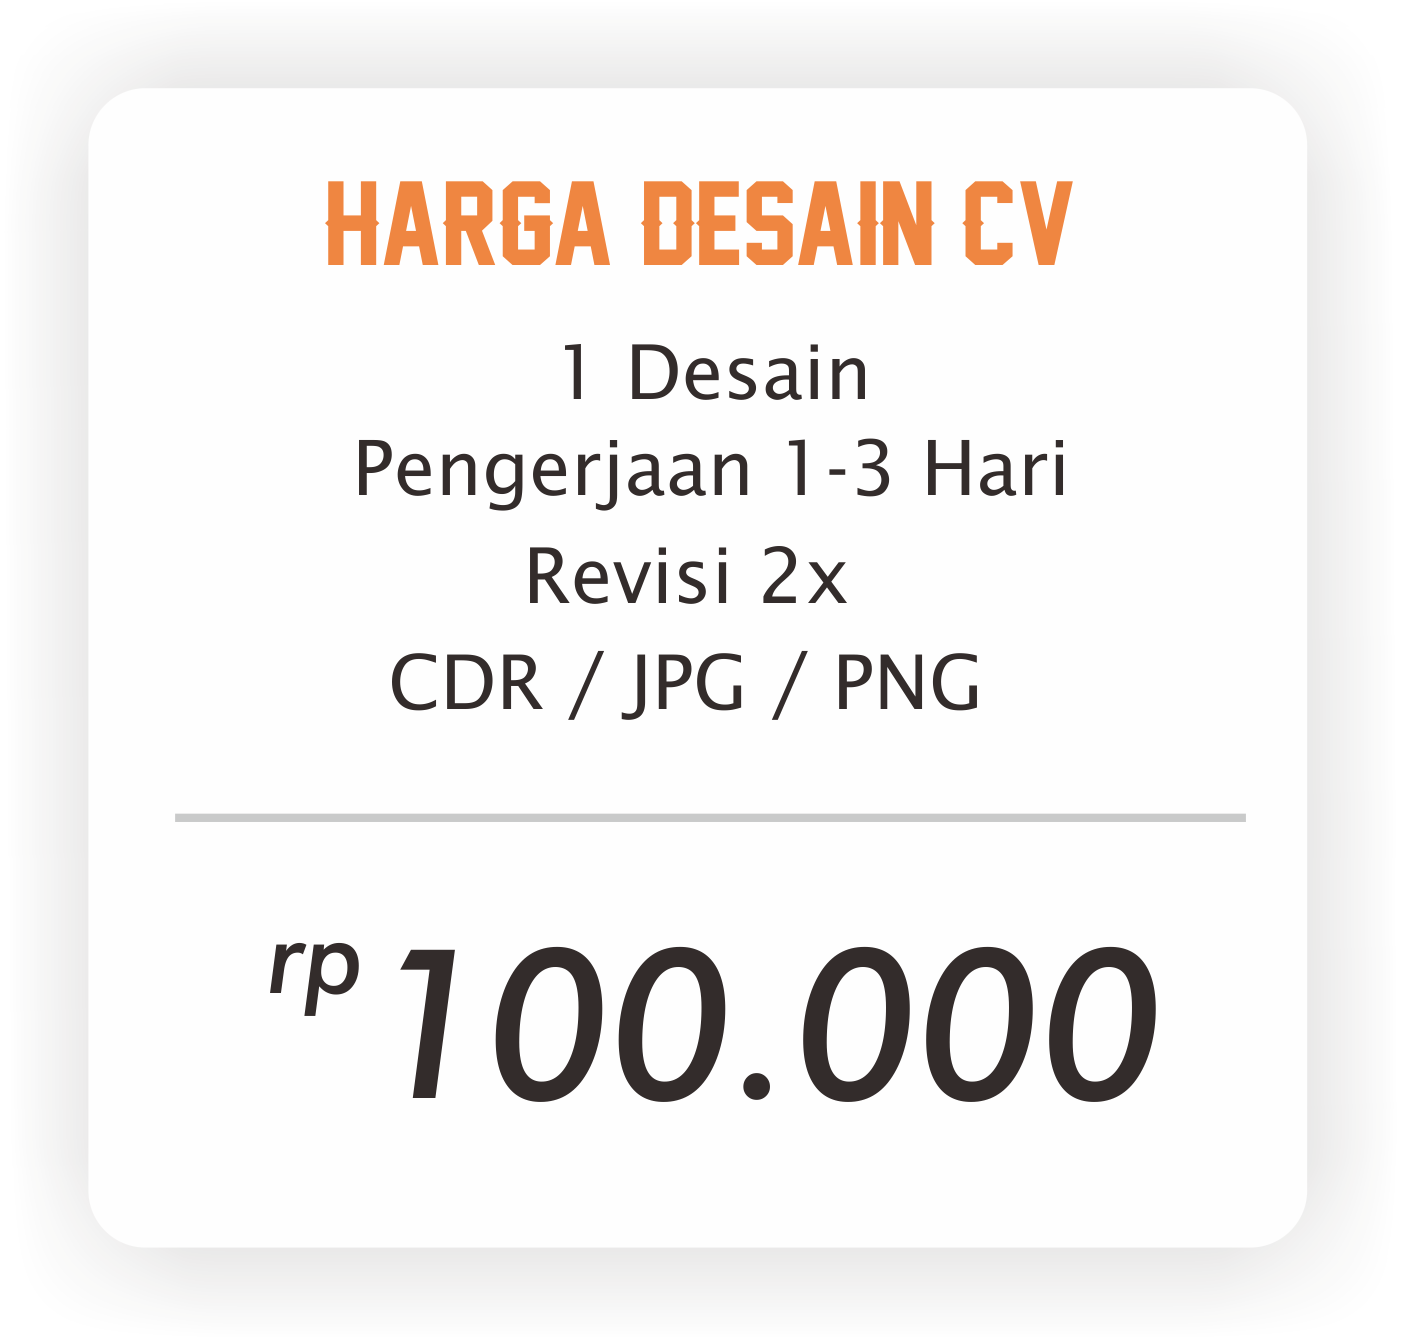 HARGA DESAIN CV
1 Desain
Pengerjaan 1-3 Hari
Revisi 2x
CDR / JPG / PNG
rp 100.000